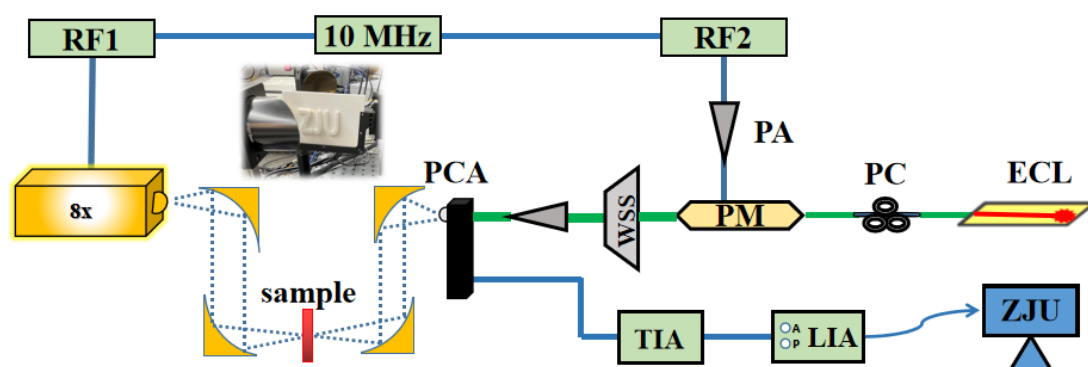 RF1
10 MHz
RF2
ZJU
PA
PCA
PC
ECL
8x
WSS
PM
sample
TIA
A
P
LIA
ZJU